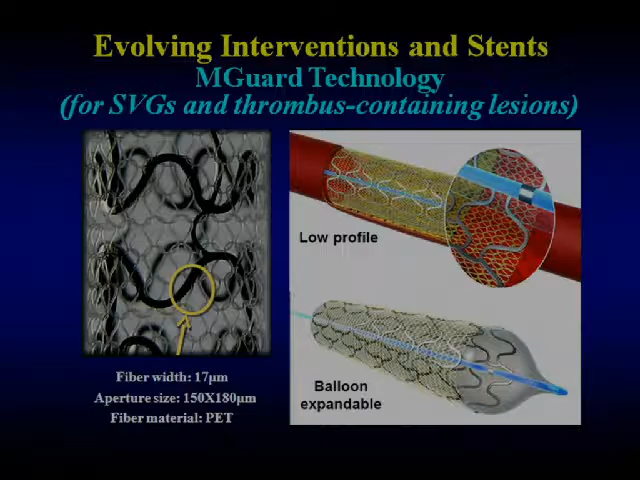 Evolving Interventions and Stents
MGuard Technology
(for SVGs and thrombus-containing lesions)
Low profile
Balloon
expandable
Fiber width: 17µm
Aperture size: 150X180µm
Fiber material: PET